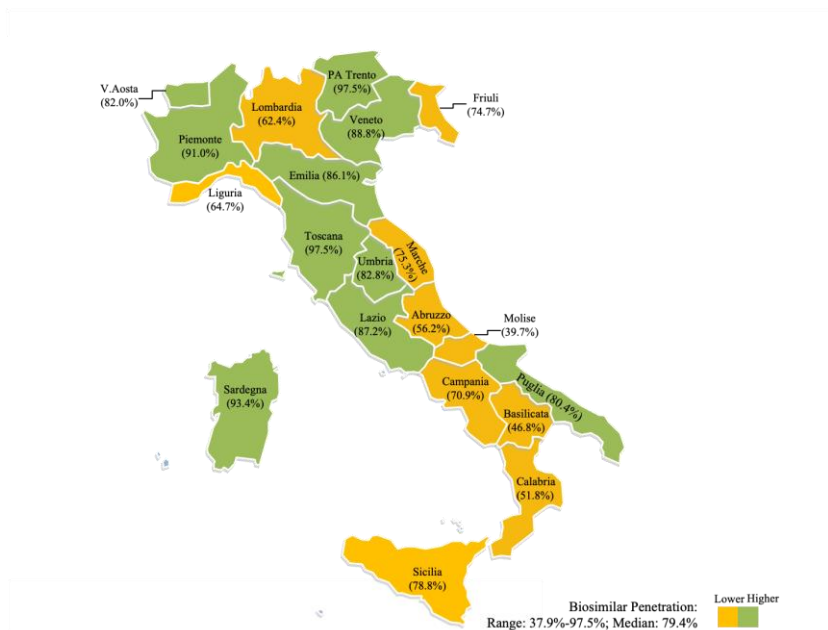 V.Aosta
(82.0%)
PA Trento
(97.5%)
Friuli
(74.7%)
Lombardia
(62.4%)
Veneto
(88.8%)
Piemonte
(91.0%)
Emilia (86.1%)
Liguria
(64.7%)
Toscana
(97.5%)
Marche
(75.3%)
Umbria
(82.8%)
Lazio
(87.2%)
Abruzzo
(56.2%)
Molise
(39.7%)
Sardegna
(93.4%)
Campania
(70.9%)
Puglia (80.4%)
Basilicata
(46.8%)
Calabria
(51.8%)
Sicilia
(78.8%)
Lower Higher
Biosimilar Penetration:
Range: 37.9%-97.5%; Median: 79.4%